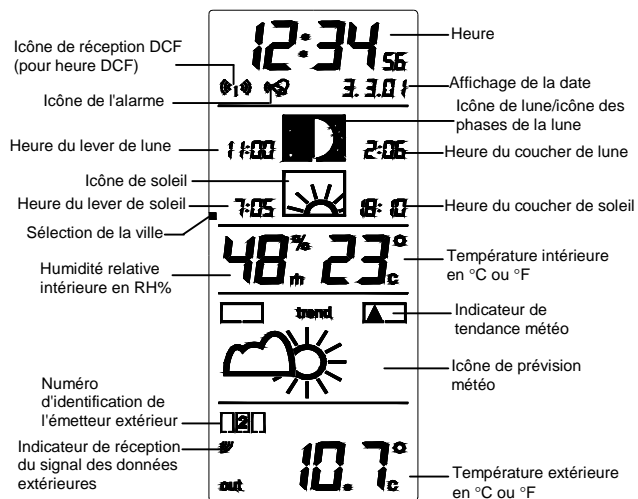 12:34 56
Heure
Icône de réception DCF
(pour heure DCF)
3. 3.01
Affichage de la date
Icône de l'alarme
Icône de lune/icône des
phases de la lune
Heure du lever de lune
11:00
2:06
Heure du coucher de lune
Icône de soleil
Heure du lever de soleil
7:05
18:10
Heure du coucher de soleil
Sélection de la ville
48 % rh
23 °C
Température intérieure
en °C ou °F
Humidité relative
intérieure en RH%
trend
Indicateur de
tendance météo
Icône de prévision
météo
Numéro
d'identification de
l'émetteur extérieur
2
Indicateur de réception
du signal des données
extérieures
out
10.7 °C
Température extérieure
en °C ou °F